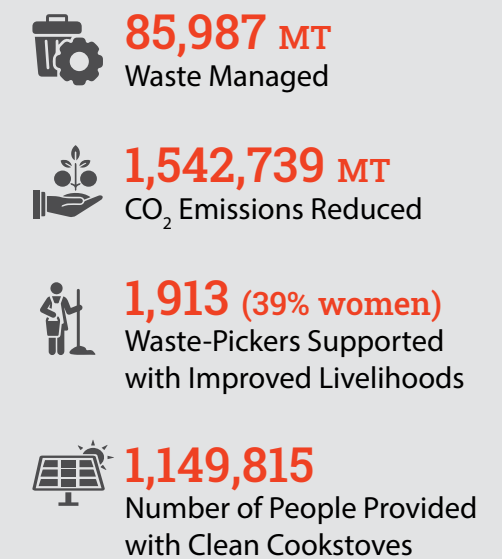 85,987 MT
Waste Managed
1,542,739 MT
CO₂ Emissions Reduced
1,913 (39% women)
Waste-Pickers Supported
with Improved Livelihoods
1,149,815
Number of People Provided
with Clean Cookstoves